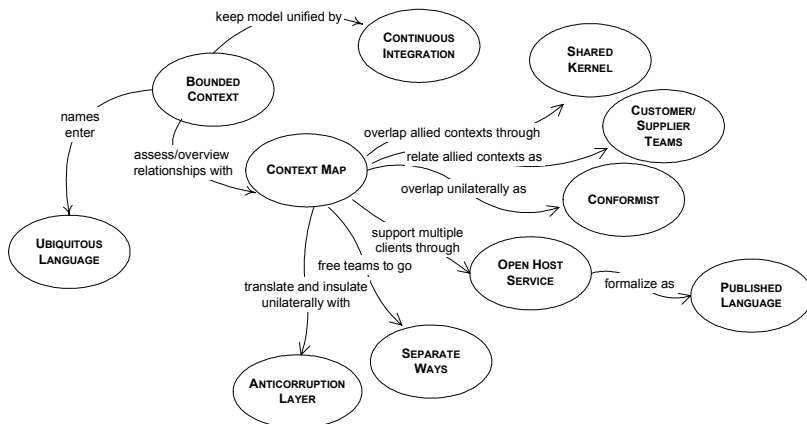 keep model unified by
CONTINUOUS
INTEGRATION
SHARED
KERNEL
BOUNDED
CONTEXT
names
enter
assess/overview
relationships with
CONTEXT MAP
overlap allied contexts through
CUSTOMER/
SUPPLIER
TEAMS
relate allied contexts as
overlap unilaterally as
CONFORMIST
UBIQUITOUS
LANGUAGE
support multiple
clients through
OPEN HOST
SERVICE
formalize as
PUBLISHED
LANGUAGE
free teams to go
translate and insulate
unilaterally with
SEPARATE
WAYS
ANTICORRUPTION
LAYER